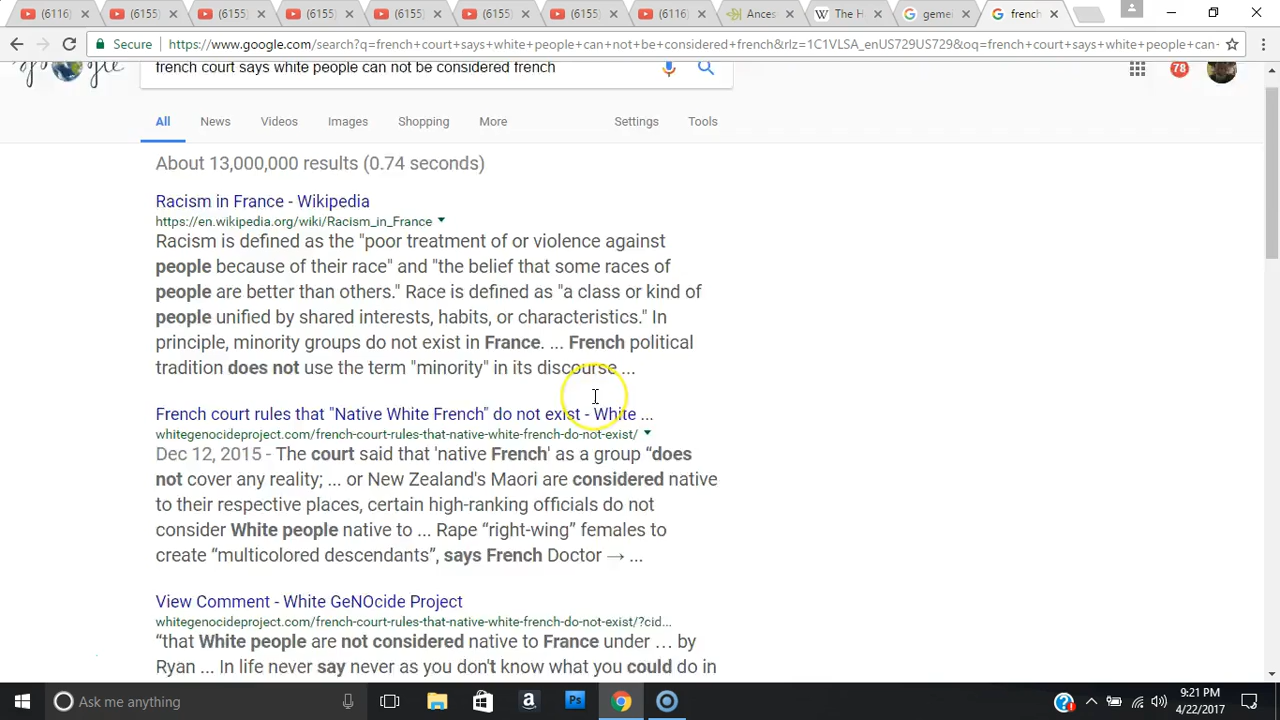 (6155)
(6155)
(6155)
(6155)
(6155)
(6155)
(6155)
(6116)
Ances
The H
gemei
french
Secure
https://www.google.com/search?q=french+court+says+white+people+can+not+be+considered+french&rlz=1C1VLSA_enUS729US729&oq=french+court+says+white+people+can-
french court says white people can not be considered french
78
All
News
Videos
Images
Shopping
More
Settings
Tools
About 13,000,000 results (0.74 seconds)
Racism in France - Wikipedia
https://en.wikipedia.org/wiki/Racism_in_France
Racism is defined as the "poor treatment of or violence against
people because of their race" and "the belief that some races of
people are better than others." Race is defined as "a class or kind of
people unified by shared interests, habits, or characteristics." In
principle, minority groups do not exist in France. ... French political
tradition does not use the term "minority" in its discourse ...
French court rules that "Native White French" do not exist - White ...
whitegenocideproject.com/french-court-rules-that-native-white-french-do-not-exist/
Dec 12, 2015 - The court said that 'native French' as a group “does
not cover any reality; ... or New Zealand's Maori are considered native
to their respective places, certain high-ranking officials do not
consider White people native to ... Rape “right-wing” females to
create “multicolored descendants”, says French Doctor → ...
View Comment - White GeNOcide Project
whitegenocideproject.com/french-court-rules-that-native-white-french-do-not-exist/?cid...
“that White people are not considered native to France under … by
Ryan ... In life never say never as you don't know what you could do in
Ask me anything
9:21 PM
4/22/2017